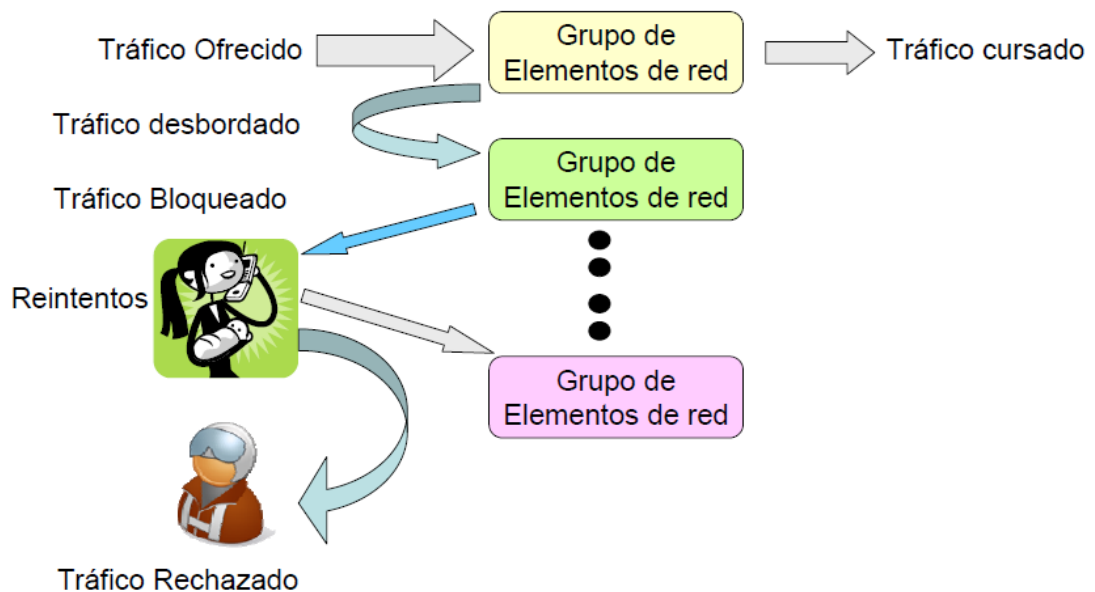 Tráfico Ofrecido
Grupo de
Elementos de red
Tráfico cursado
Tráfico desbordado
Grupo de
Elementos de red
Tráfico Bloqueado
Reintentos
Grupo de
Elementos de red
Tráfico Rechazado